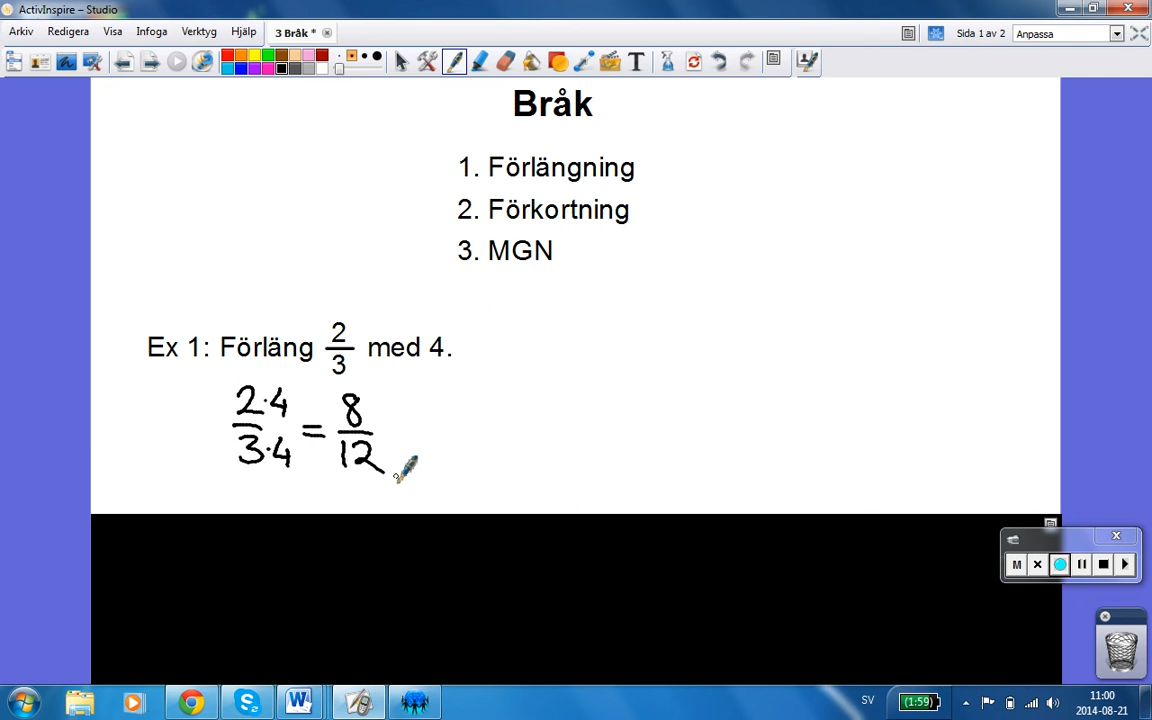 ActivInspire – Studio
Arkiv Redigera Visa Infoga Verktyg Hjälp 3 Bråk * Sida 1 av 2 Anpassa
Bråk
1. Förlängning
2. Förkortning
3. MGN
Ex 1: Förläng 2/3 med 4.
2·4/3·4 = 8/12
M
SV (1:59) 11:00
2014-08-21